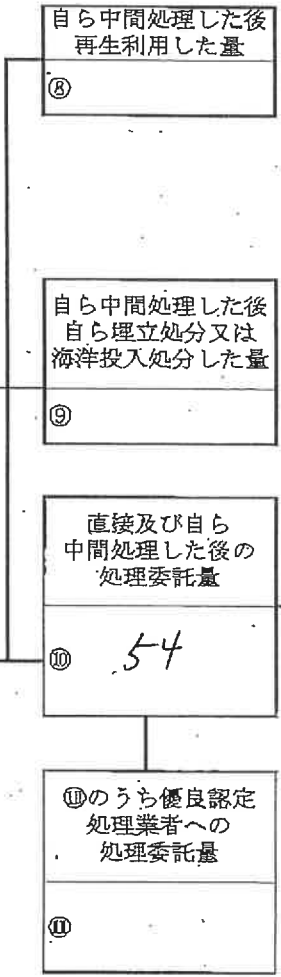 自ら中間処理した後
再生利用した量
⑧
自ら中間処理した後
自ら埋立処分又は
海洋投入処分した量
⑨
直接及び自ら
中間処理した後の
処理委託量
⑩ 54
⑩のうち優良認定
処理業者への
処理委託量
⑪